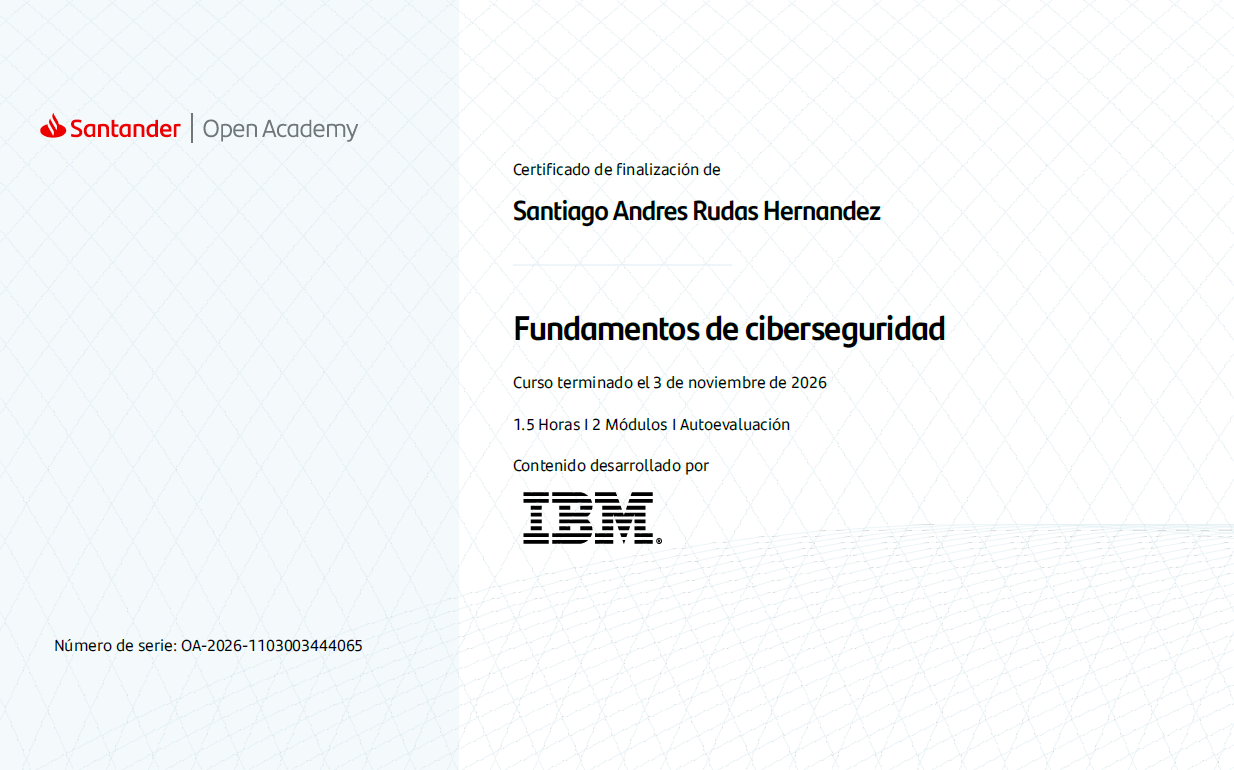 Santander | Open Academy
Certificado de finalización de
Santiago Andres Rudas Hernandez
Fundamentos de ciberseguridad
Curso terminado el 3 de noviembre de 2026
1.5 Horas I 2 Módulos I Autoevaluación
Contenido desarrollado por
IBM®
Número de serie: OA-2026-1103003444065